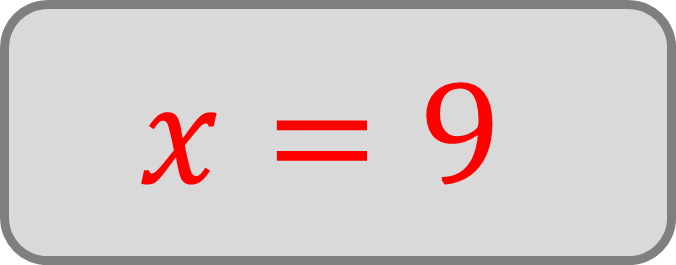 x = 9